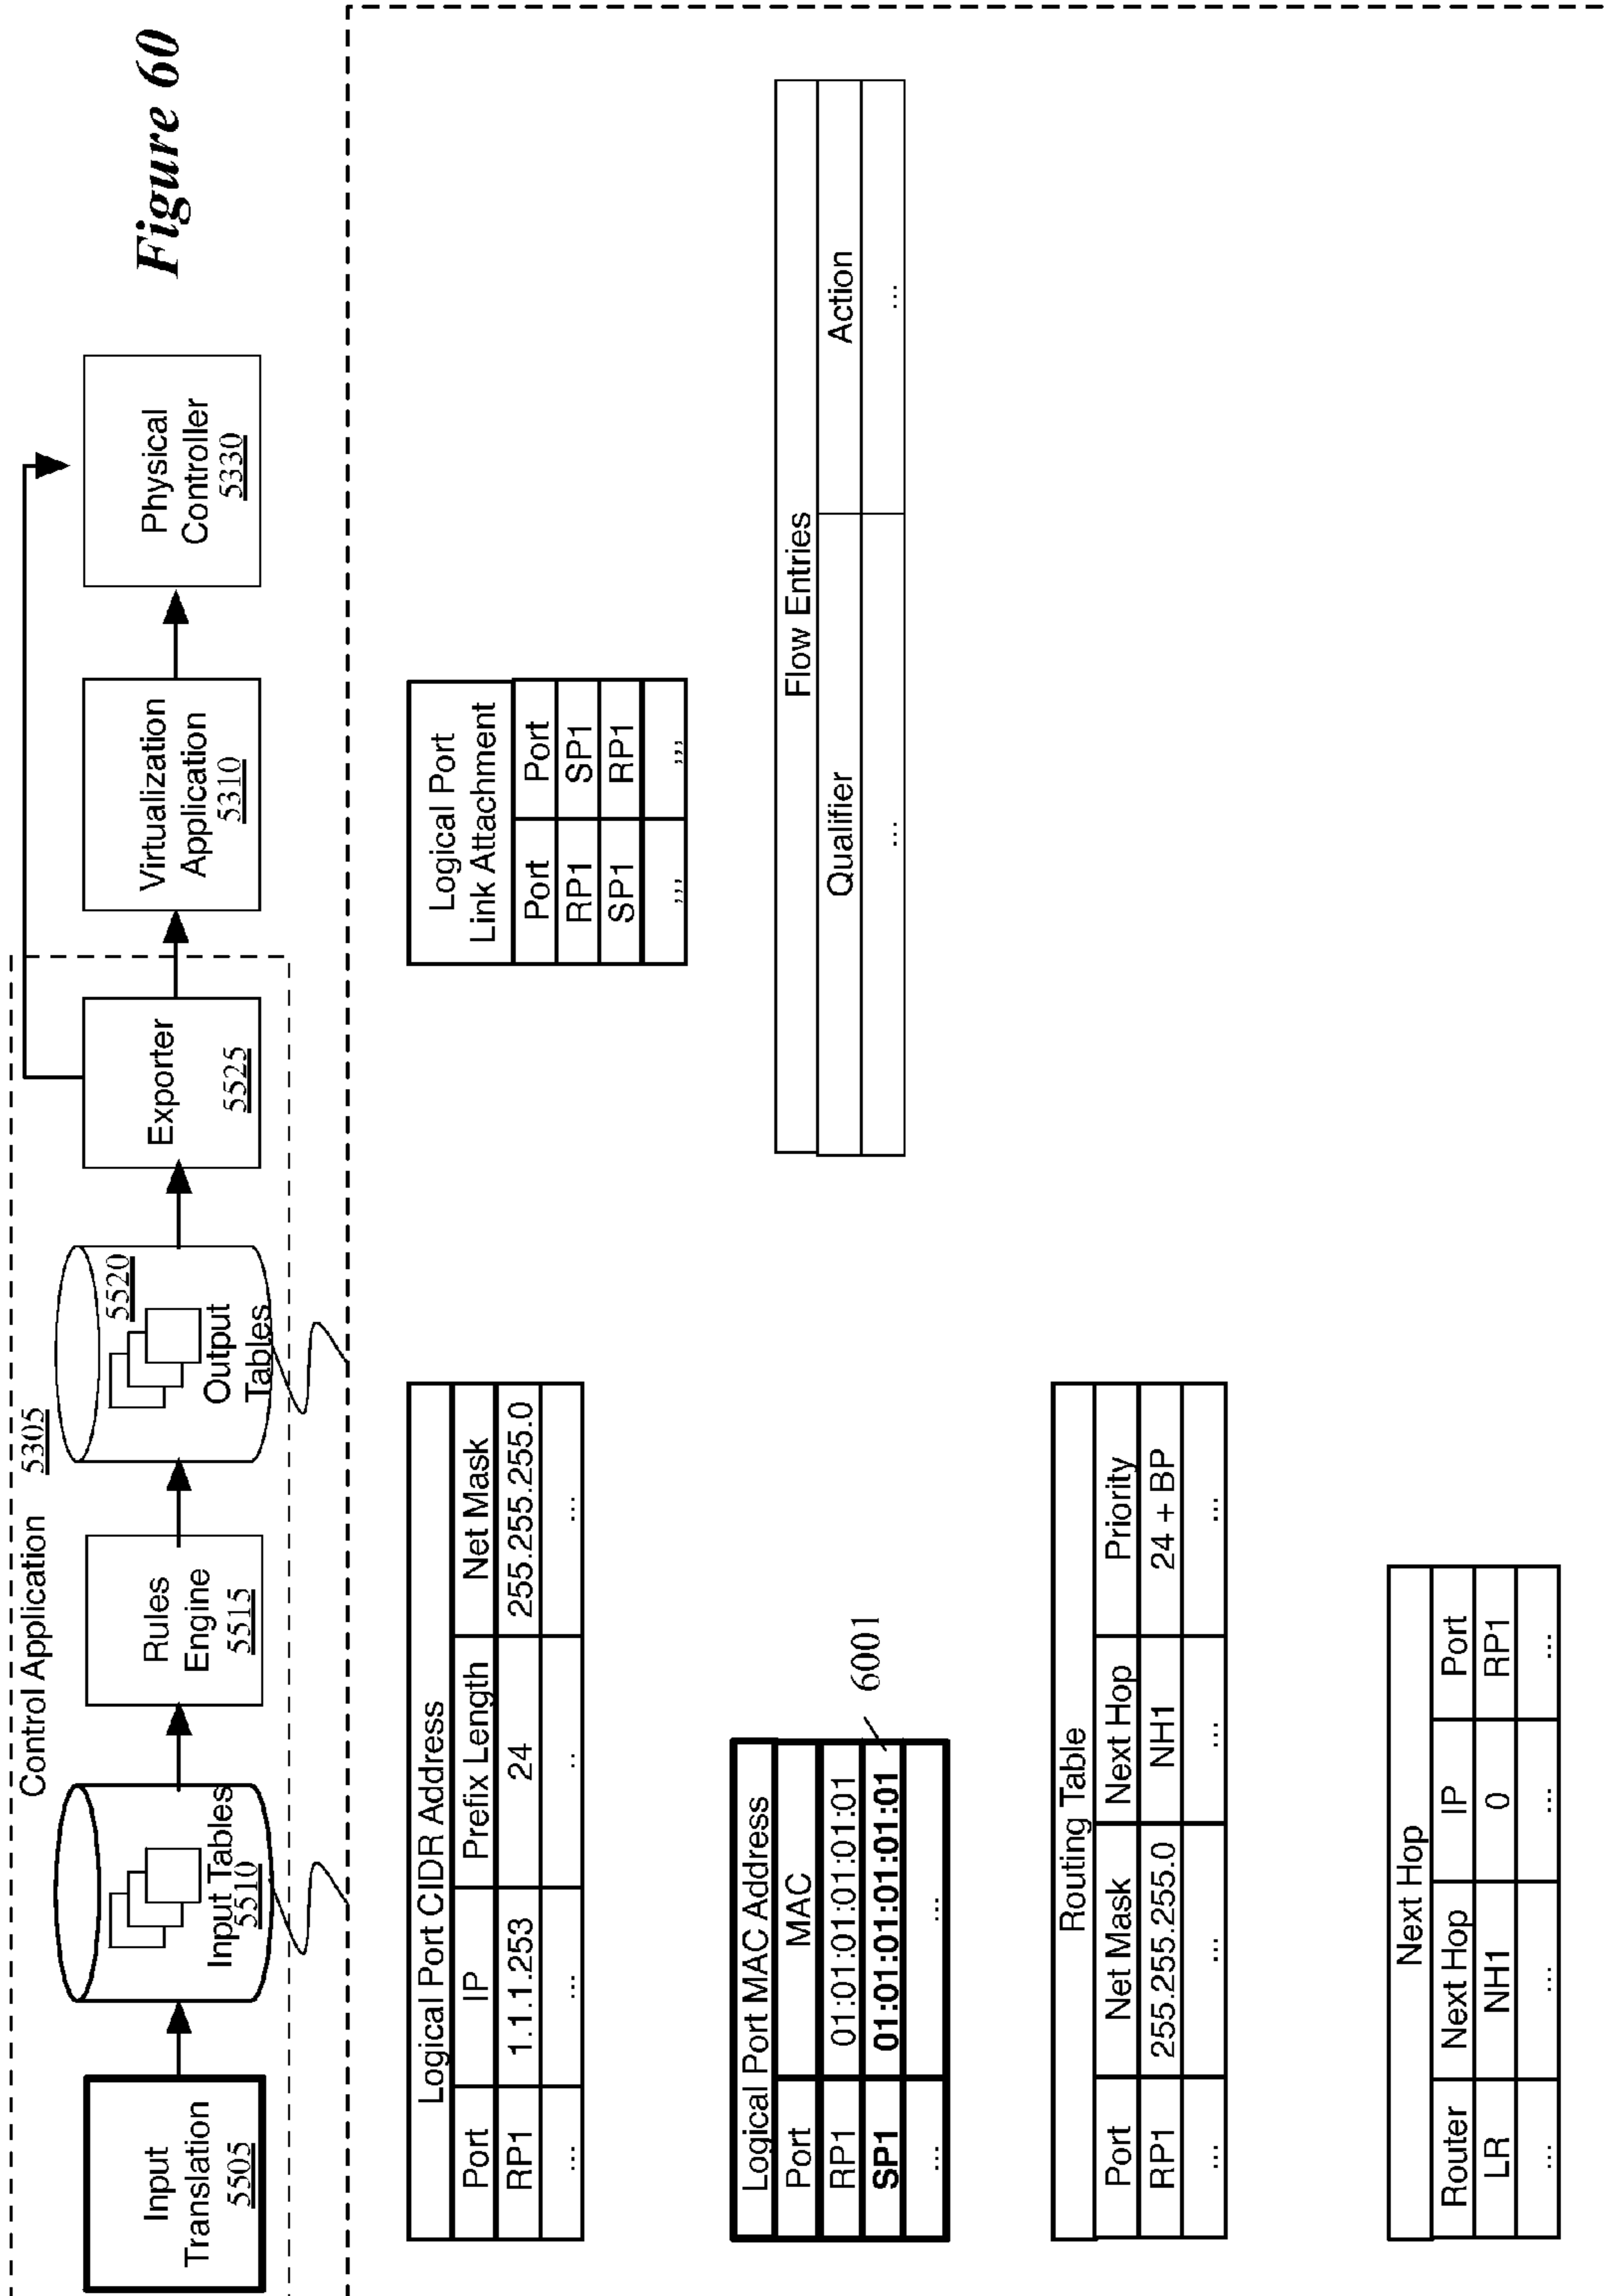 Figure 60
Control Application 5305
Input
Translation
5505
Input Tables
5510
Rules
Engine
5515
5520
Output
Tables
Exporter
5525
Virtualization
Application
5310
Physical
Controller
5330
Logical Port CIDR Address
Port IP Prefix Length Net Mask
RP1 1.1.1.253 24 255.255.255.0
... ... .. ...
Logical Port
Link Attachment
Port Port
RP1 SP1
SP1 RP1
,,, ,,,
Logical Port MAC Address
Port MAC
RP1 01:01:01:01:01:01
SP1 01:01:01:01:01:01
... ...
6001
Flow Entries
Qualifier Action
... ...
Routing Table
Port Net Mask Next Hop Priority
RP1 255.255.255.0 NH1 24 + BP
... ... ... ...
Next Hop
Router Next Hop IP Port
LR NH1 0 RP1
... ... ... ...